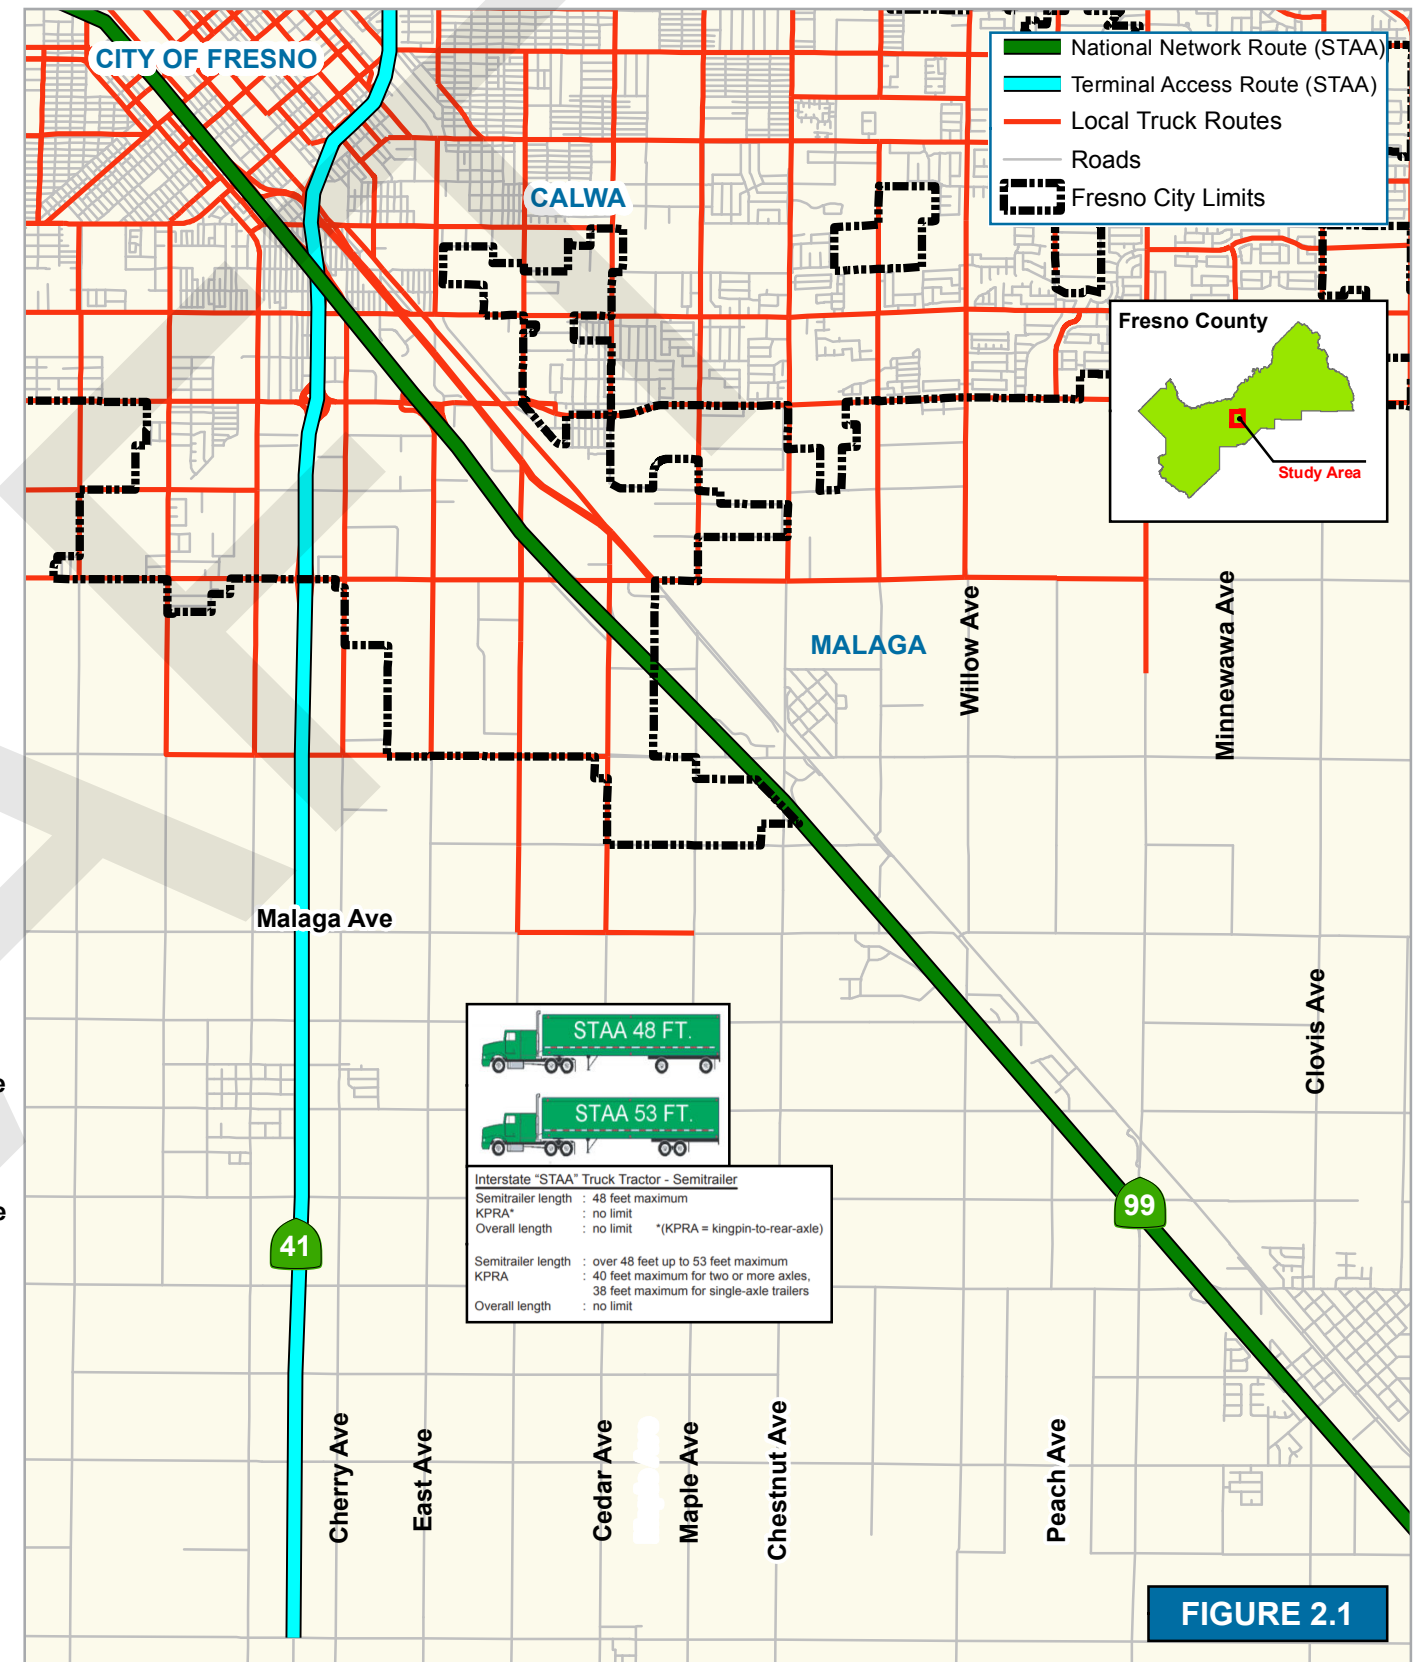 CITY OF FRESNO
National Network Route (STAA)
Terminal Access Route (STAA)
Local Truck Routes
Roads
Fresno City Limits
CALWA
Fresno County
Study Area
MALAGA
Willow Ave
Minnewawa Ave
Malaga Ave
Clovis Ave
STAA 48 FT.
STAA 53 FT.
Interstate “STAA” Truck Tractor - Semitrailer
Semitrailer length : 48 feet maximum
KPRA* : no limit
Overall length : no limit *(KPRA = kingpin-to-rear-axle)
Semitrailer length : over 48 feet up to 53 feet maximum
KPRA : 40 feet maximum for two or more axles,
38 feet maximum for single-axle trailers
Overall length : no limit
99
41
Cherry Ave
East Ave
Cedar Ave
Maple Ave
Chestnut Ave
Peach Ave
FIGURE 2.1